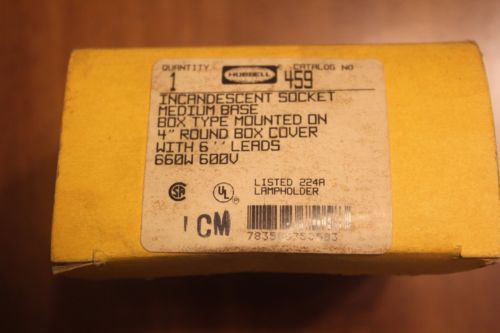 QUANTITY HUBBELL ® CATALOG NO
1 459
INCANDESCENT SOCKET
MEDIUM BASE
BOX TYPE MOUNTED ON
4" ROUND BOX COVER
WITH 6'' LEADS
660W 600V
LISTED 224A
LAMPHOLDER
CM